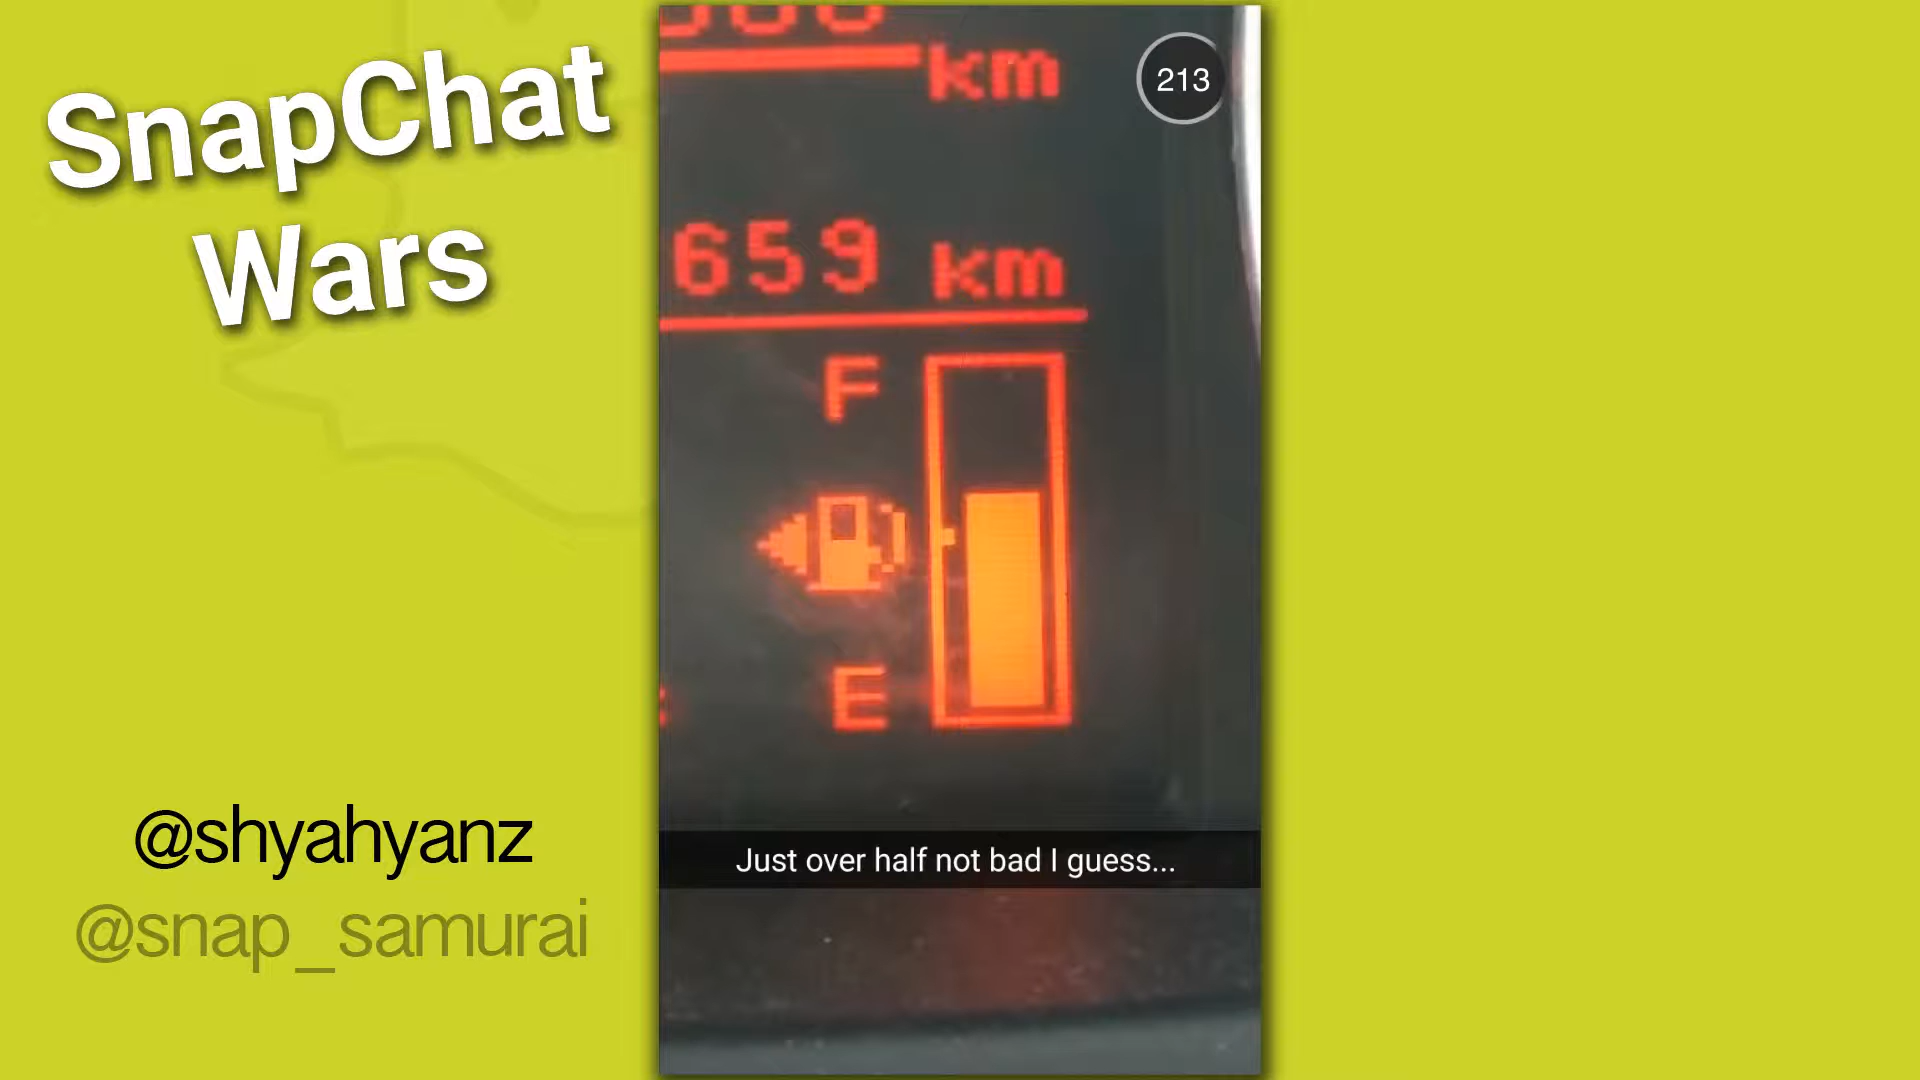 SnapChat
Wars
213
km
659 km
F
E
Just over half not bad I guess...
@shyahyanz
@snap_samurai